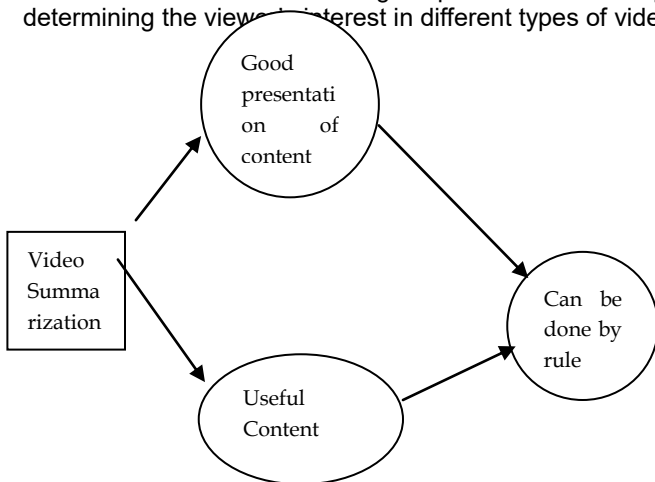 determining the viewer's interest in different types of vide
Good
presentati
on of
content
Video
Summa
rization
Can be
done by
rule
Useful
Content